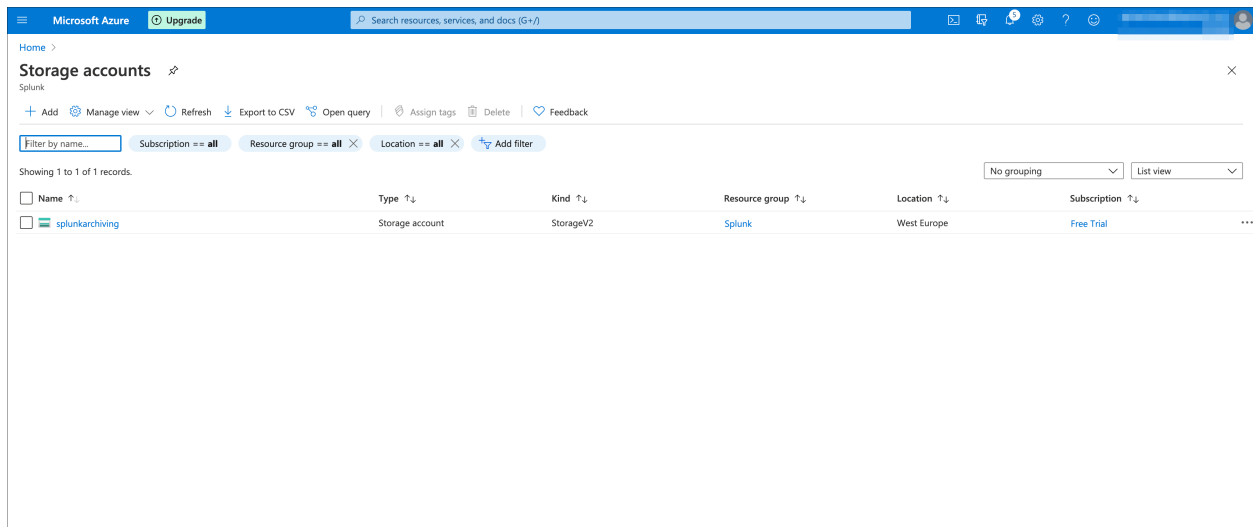 Microsoft Azure Upgrade Search resources, services, and docs (G+/) 5
Home >
Storage accounts
Splunk
Add Manage view Refresh Export to CSV Open query Assign tags Delete Feedback
Filter by name... Subscription == all Resource group == all Location == all Add filter
Showing 1 to 1 of 1 records. No grouping List view
Name Type Kind Resource group Location Subscription
splunkarchiving Storage account StorageV2 Splunk West Europe Free Trial